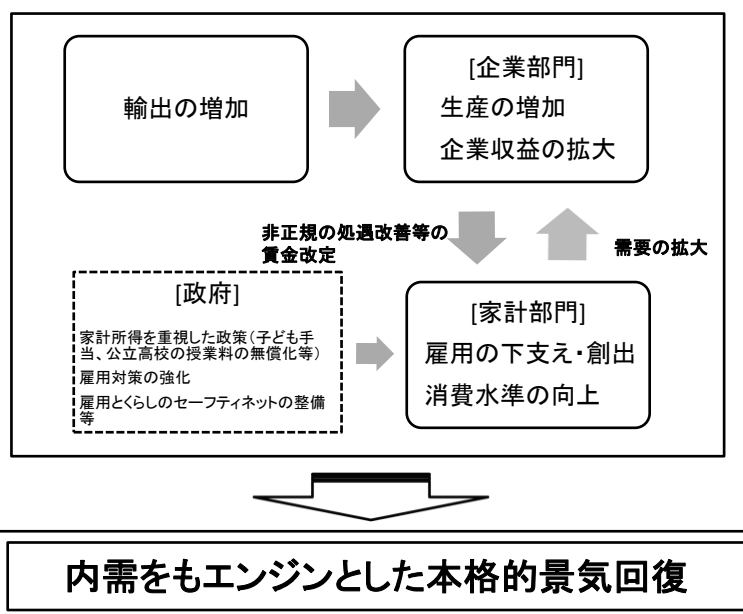 輸出の増加
[企業部門]
生産の増加
企業収益の拡大
非正規の処遇改善等の
賃金改定
需要の拡大
[政府]
家計所得を重視した政策(子ども手
当、公立高校の授業料の無償化等)
雇用対策の強化
雇用とくらしのセーフティネットの整備
等
[家計部門]
雇用の下支え・創出
消費水準の向上
内需をもエンジンとした本格的景気回復